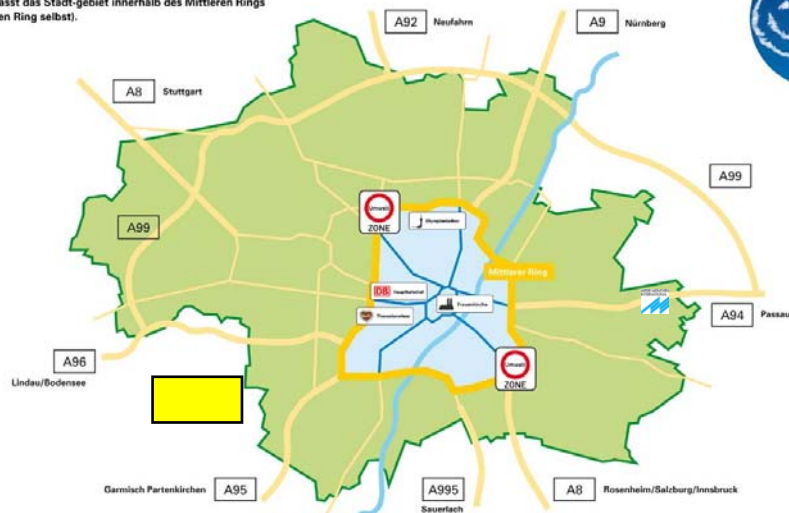 asst das Stadt-gebiet innerhalb des Mittleren Rings
en Ring selbst).
A92 Neufahrn
A9 Nürnberg
A8 Stuttgart
A99
A99
Umwelt
ZONE
Olympiastadion
Mittlerer Ring
DB Hauptbahnhof
Frauenkirche
Theresienwiese
A94 Passau
A96
Lindau/Bodensee
Umwelt
ZONE
Garmisch Partenkirchen A95
A995
Sauerlach
A8 Rosenheim/Salzburg/Innsbruck